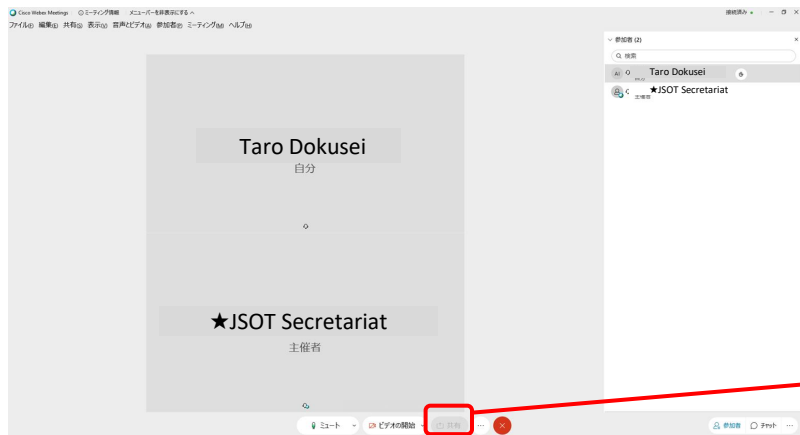 Cisco Webex Meetings ミーティング情報 メニューバーを非表示にする 接続済み
ファイル(F) 編集(E) 共有(S) 表示(V) 音声とビデオ(A) 参加者(P) ミーティング(M) ヘルプ(H)
参加者 (2)
検索
Taro Dokusei
★JSOT Secretariat
主催者
Taro Dokusei
自分
★JSOT Secretariat
主催者
ミュート ビデオの開始 共有 参加者 チャット